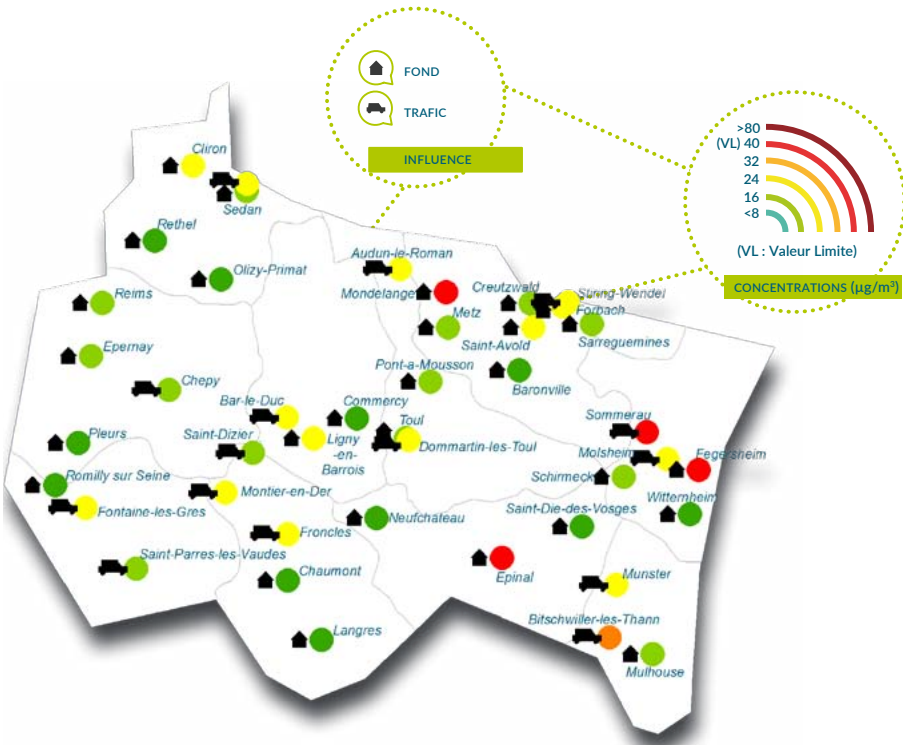 FOND
TRAFIC
INFLUENCE
>80
(VL) 40
32
24
16
<8
(VL : Valeur Limite)
CONCENTRATIONS (µg/m³)
Cliron
Sedan
Rethel
Olizy-Primat
Audun-le-Roman
Mondelange
Creutzwald
Stiring-Wendel
Forbach
Reims
Metz
Saint-Avold
Sarreguemines
Epernay
Pont-a-Mousson
Baronville
Chepy
Bar-le-Duc
Commercy
Toul
Sommerau
Pleurs
Saint-Dizier
Ligny
-en-
Barrois
Dommartin-les-Toul
Molsheim
Fegersheim
Romilly sur Seine
Montier-en-Der
Schirmeck
Witternheim
Fontaine-les-Gres
Neufchateau
Saint-Die-des-Vosges
Froncles
Saint-Parres-les-Vaudes
Chaumont
Epinal
Munster
Langres
Bitschwiller-les-Thann
Mulhouse